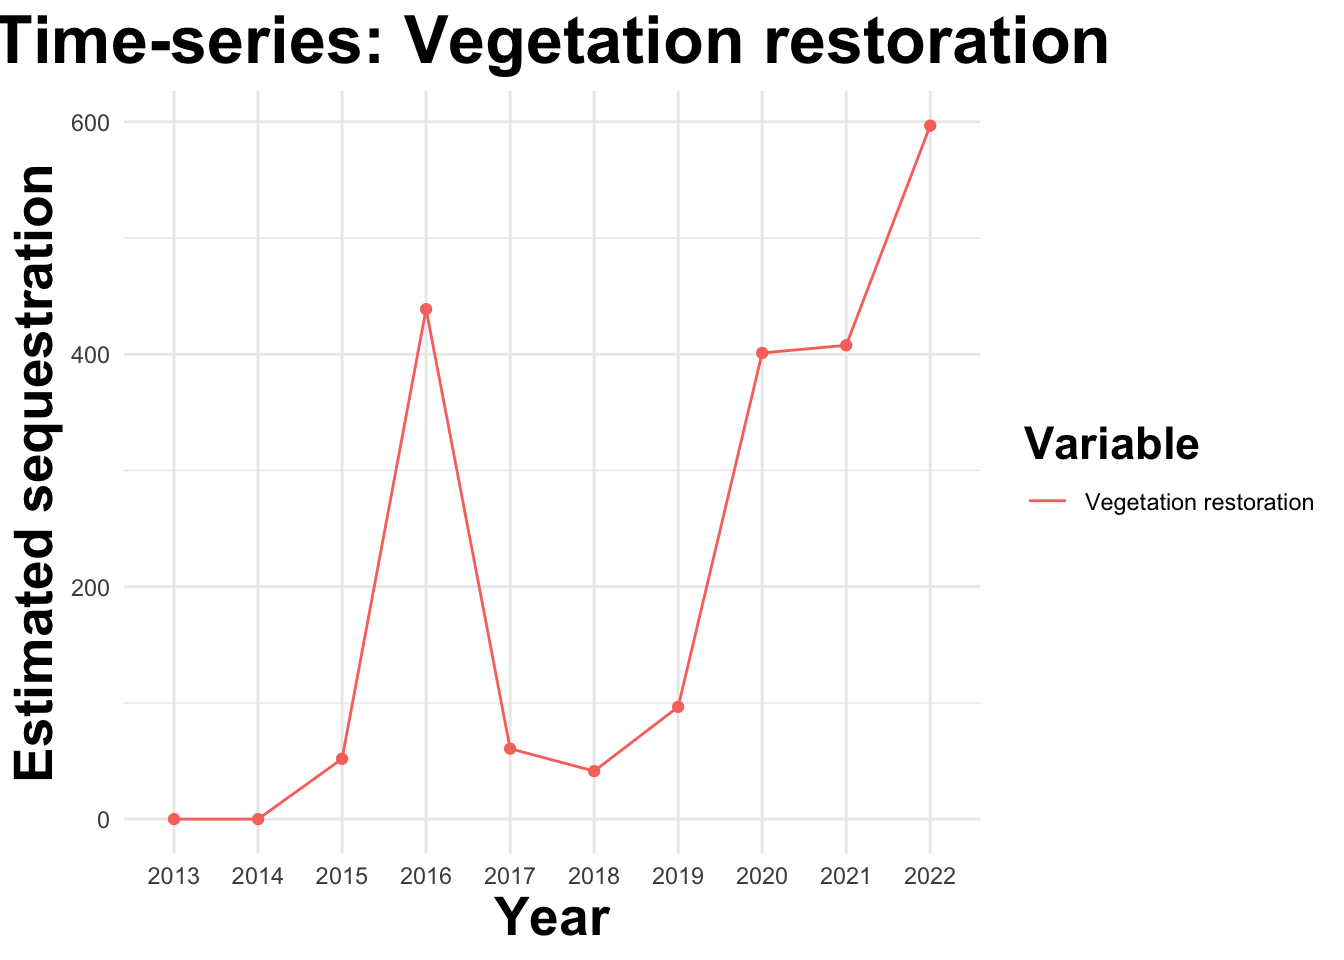 Time-series: Vegetation restoration
Estimated sequestration
600
400
200
0
2013 2014 2015 2016 2017 2018 2019 2020 2021 2022
Year
Variable
Vegetation restoration